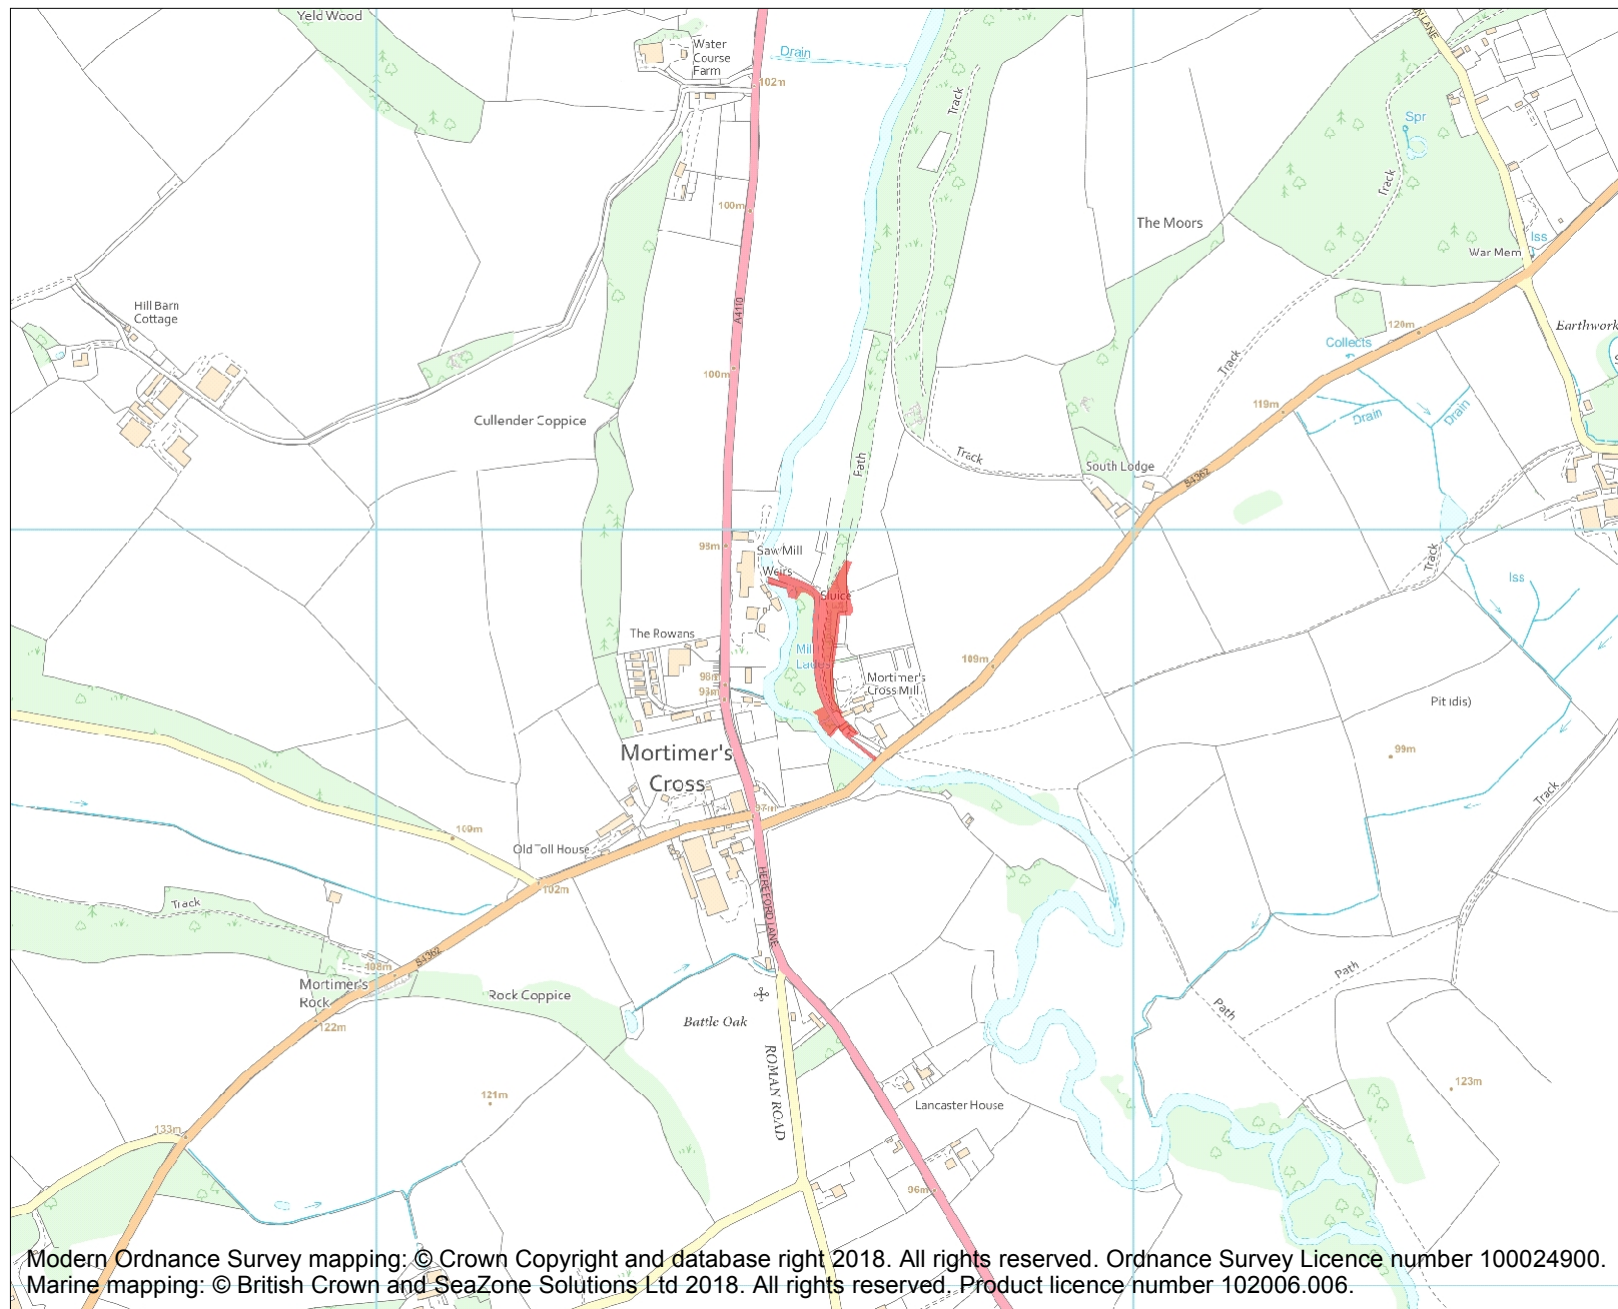 Yeld Wood
Water
Course
Farm
Drain
102m
Track
N LANE
Spr
Track
100m
The Moors
Iss
War Mem
Hill Barn
Cottage
A4110
Earthwork
120m
Collects
Track
100m
119m
Drain
Drain
Cullender Coppice
Path
Track
South Lodge
B4362
98m
Saw Mill
Weirs
Track
Iss
Sluice
The Rowans
Mill
Lades
109m
98m
98m
Mortimer's
Cross Mill
Pit (dis)
99m
Mortimer's
Cross
Track
97m
109m
Old Toll House
102m
HEREFORD LANE
Track
B4362
108m
Mortimer's
Rock
Path
Rock Coppice
122m
Path
Battle Oak
ROMAN ROAD
121m
123m
Lancaster House
133m
96m
Modern Ordnance Survey mapping: © Crown Copyright and database right 2018. All rights reserved. Ordnance Survey Licence number 100024900.
Marine mapping: © British Crown and SeaZone Solutions Ltd 2018. All rights reserved. Product licence number 102006.006.